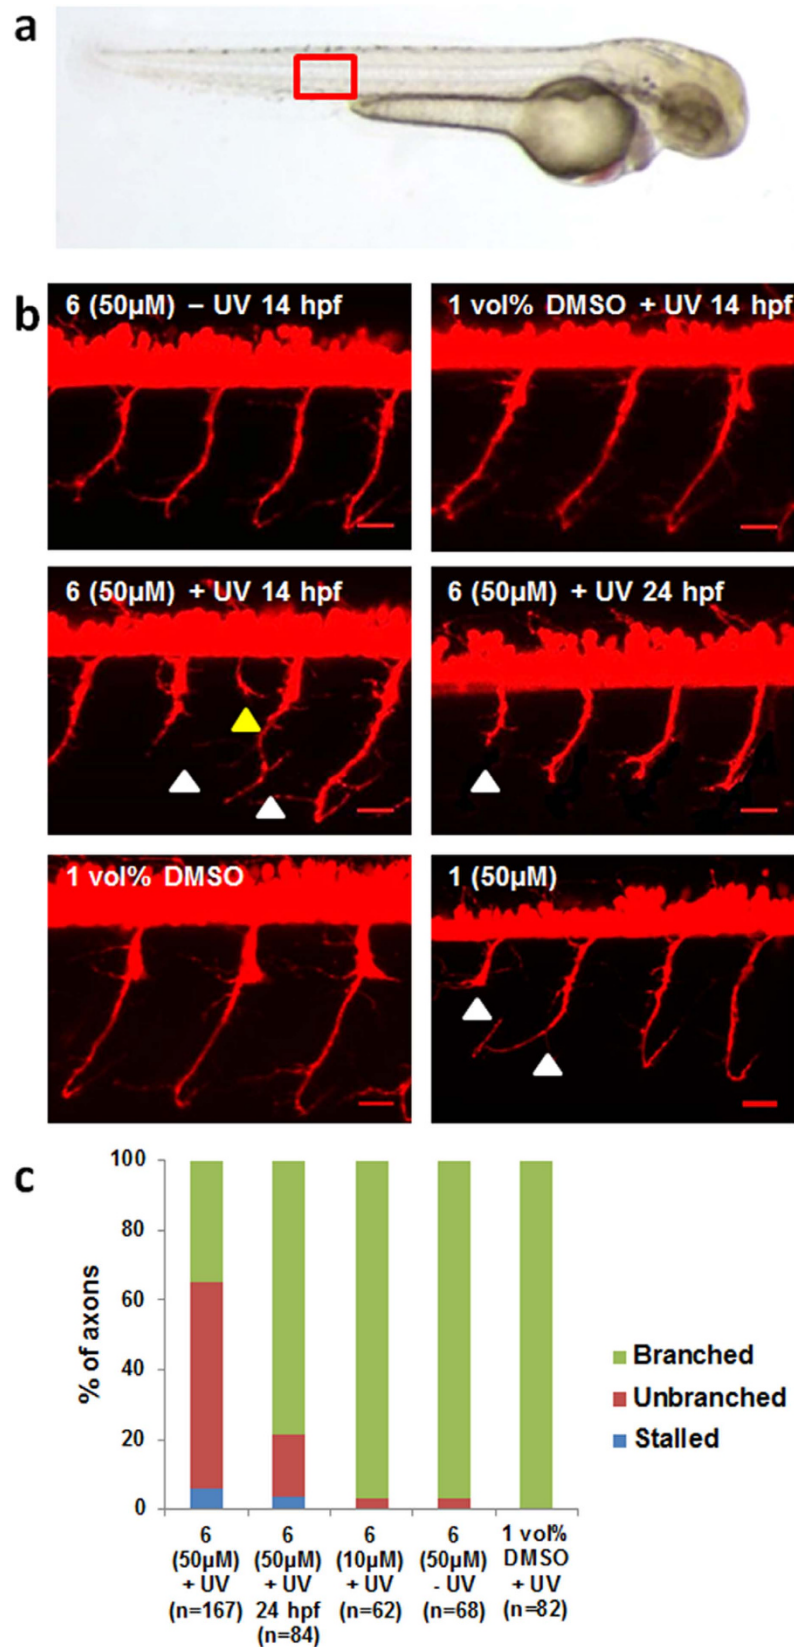 a
b
6 (50µM) – UV 14 hpf
1 vol% DMSO + UV 14 hpf
6 (50µM) + UV 14 hpf
6 (50µM) + UV 24 hpf
1 vol% DMSO
1 (50µM)
c
% of axons
100
80
60
40
20
0
6
(50µM)
+ UV
(n=167)
6
(50µM)
+ UV
24 hpf
(n=84)
6
(10µM)
+ UV
(n=62)
6
(50µM)
- UV
(n=68)
1 vol%
DMSO
+ UV
(n=82)
Branched
Unbranched
Stalled